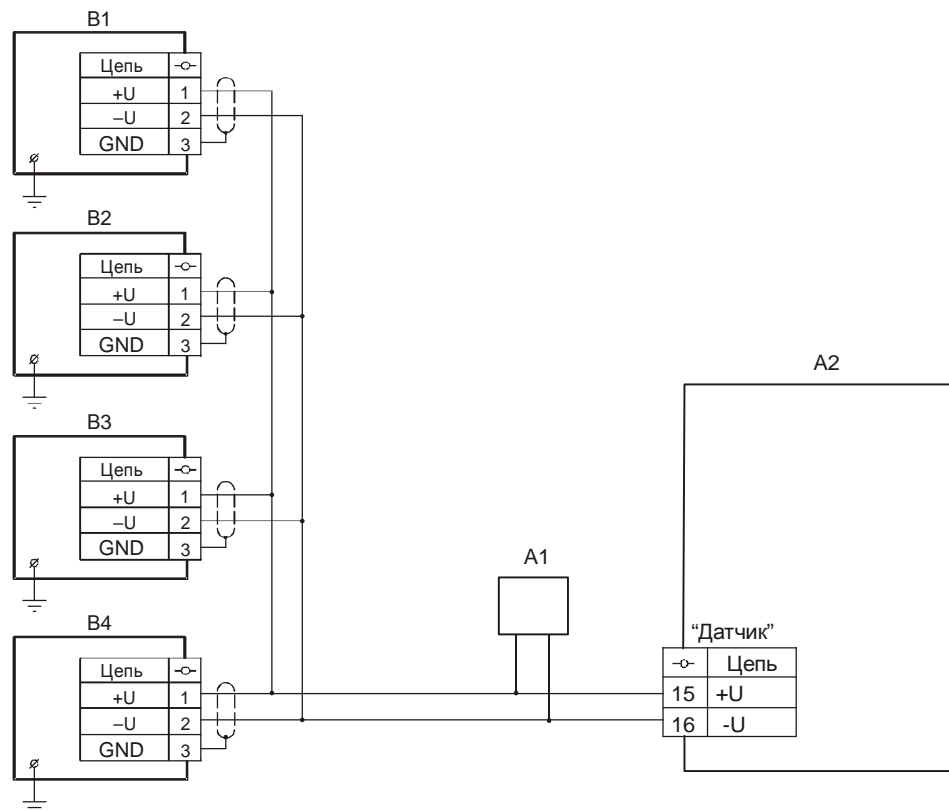 B1
Цепь
+U 1
–U 2
GND 3
B2
Цепь
+U 1
–U 2
GND 3
B3
Цепь
+U 1
–U 2
GND 3
B4
Цепь
+U 1
–U 2
GND 3
A1
A2
“Датчик”
Цепь
15 +U
16 -U